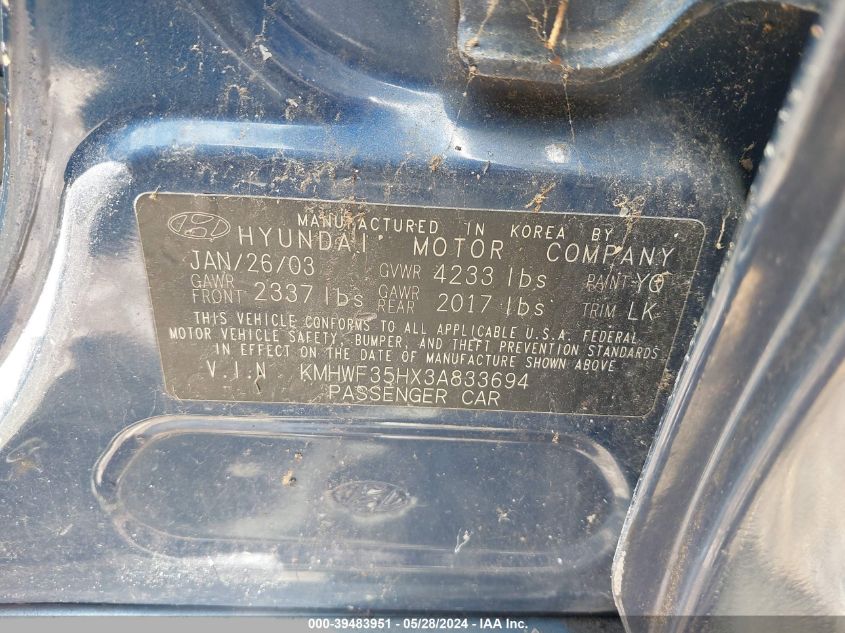 MANUFACTURED IN KOREA BY
HYUNDAI MOTOR COMPANY
JAN/26/03 GVWR 4233 lbs PAINT YQ
GAWR FRONT 2337 lbs GAWR REAR 2017 lbs TRIM LK
THIS VEHICLE CONFORMS TO ALL APPLICABLE U.S.A. FEDERAL
MOTOR VEHICLE SAFETY, BUMPER, AND THEFT PREVENTION STANDARDS
IN EFFECT ON THE DATE OF MANUFACTURE SHOWN ABOVE
V.I.N KMHWF35HX3A833694
PASSENGER CAR
000-39483951 / 05/28/2024 - IAA Inc.